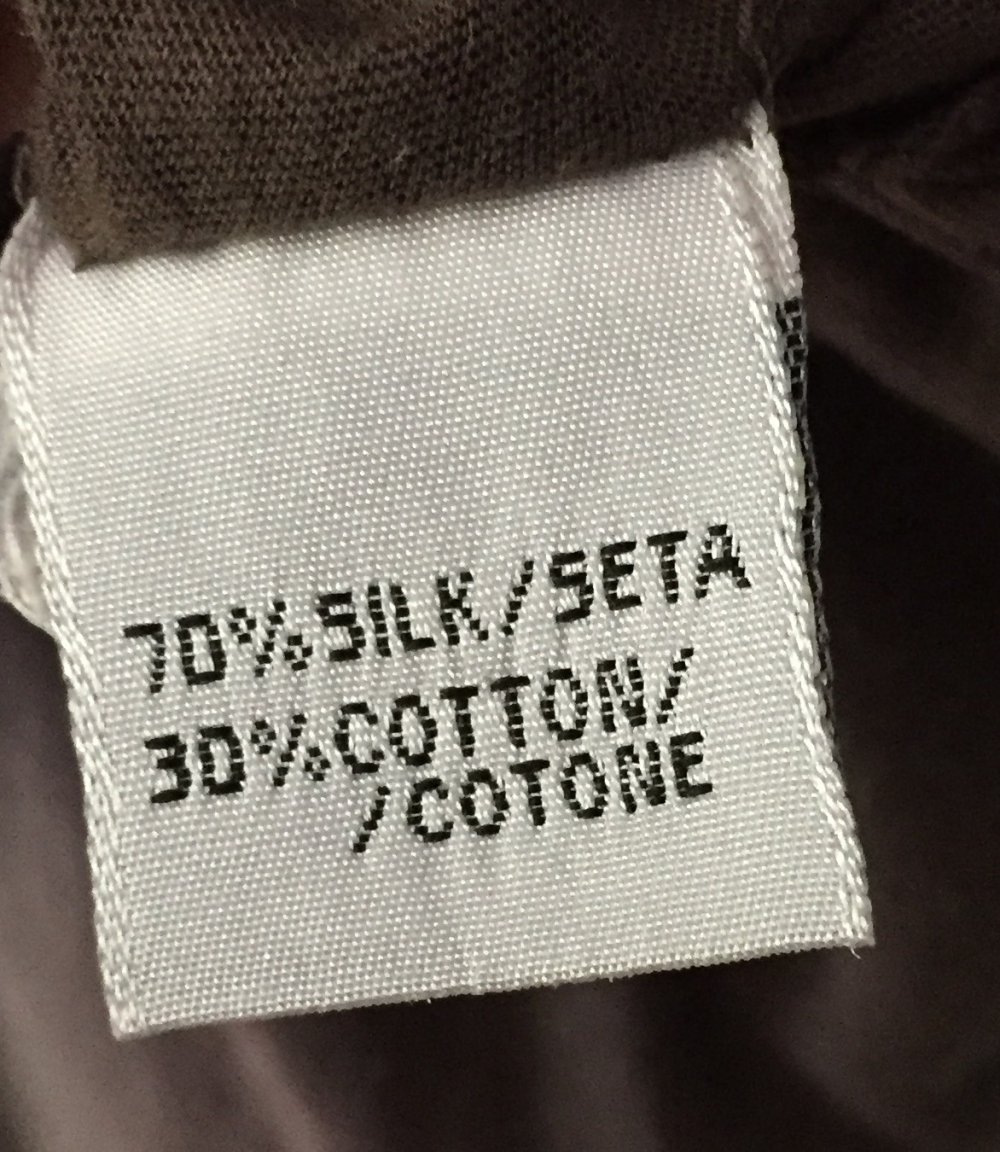 70% SILK/SETA
30% COTTON/
/COTONE